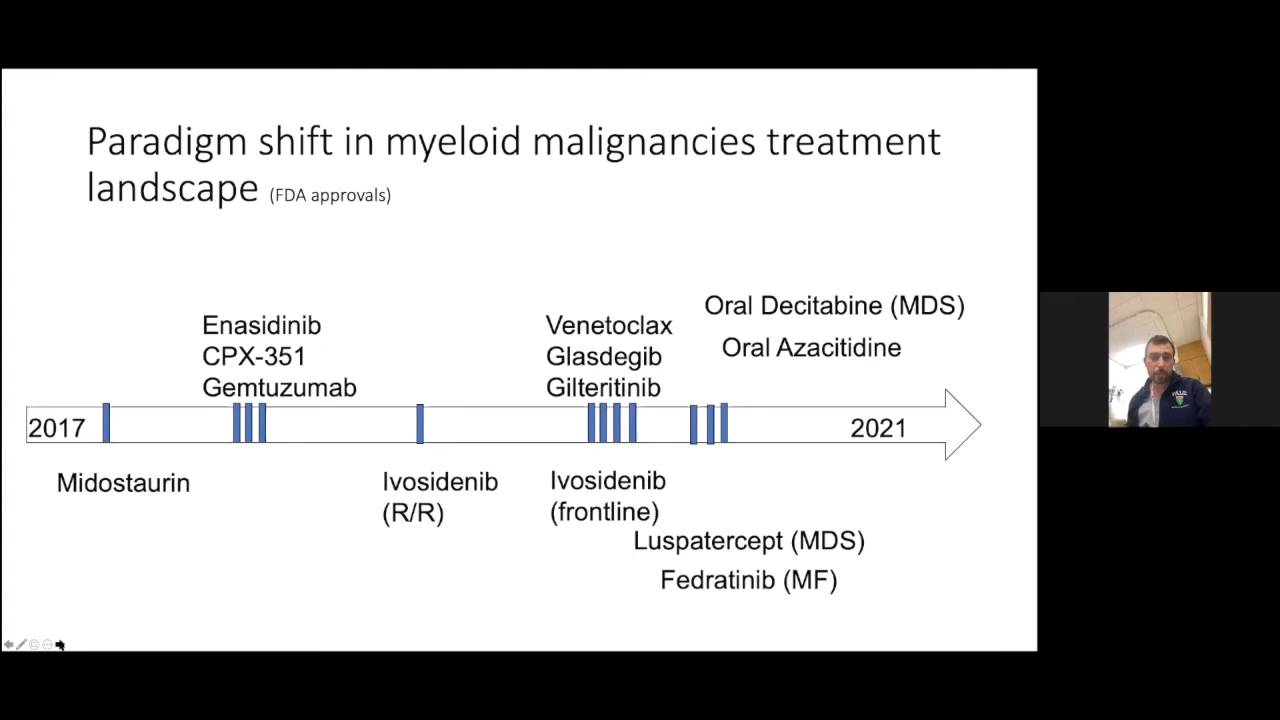 Paradigm shift in myeloid malignancies treatment
landscape (FDA approvals)
Oral Decitabine (MDS)
Oral Azacitidine
Enasidinib
CPX-351
Gemtuzumab
Venetoclax
Glasdegib
Gilteritinib
2017
2021
Midostaurin
Ivosidenib
(R/R)
Ivosidenib
(frontline)
Luspatercept (MDS)
Fedratinib (MF)
YALE